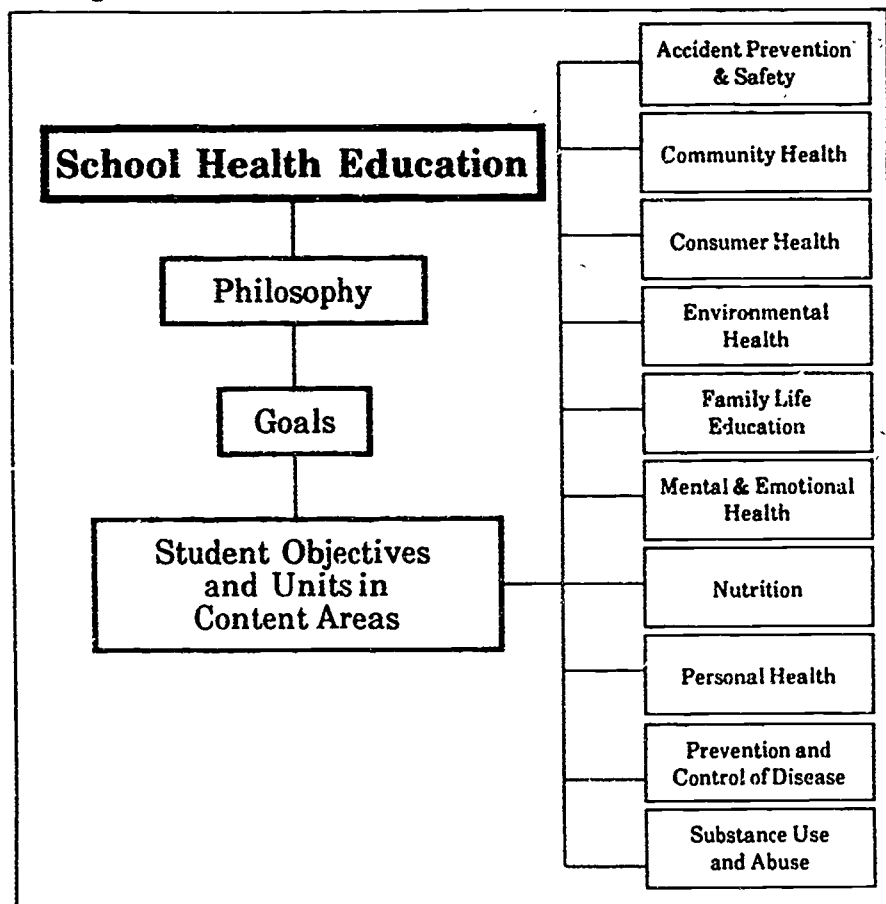 School Health Education
Philosophy
Goals
Student Objectives
and Units in
Content Areas
Accident Prevention
& Safety
Community Health
Consumer Health
Environmental
Health
Family Life
Education
Mental & Emotional
Health
Nutrition
Personal Health
Prevention and
Control of Disease
Substance Use
and Abuse